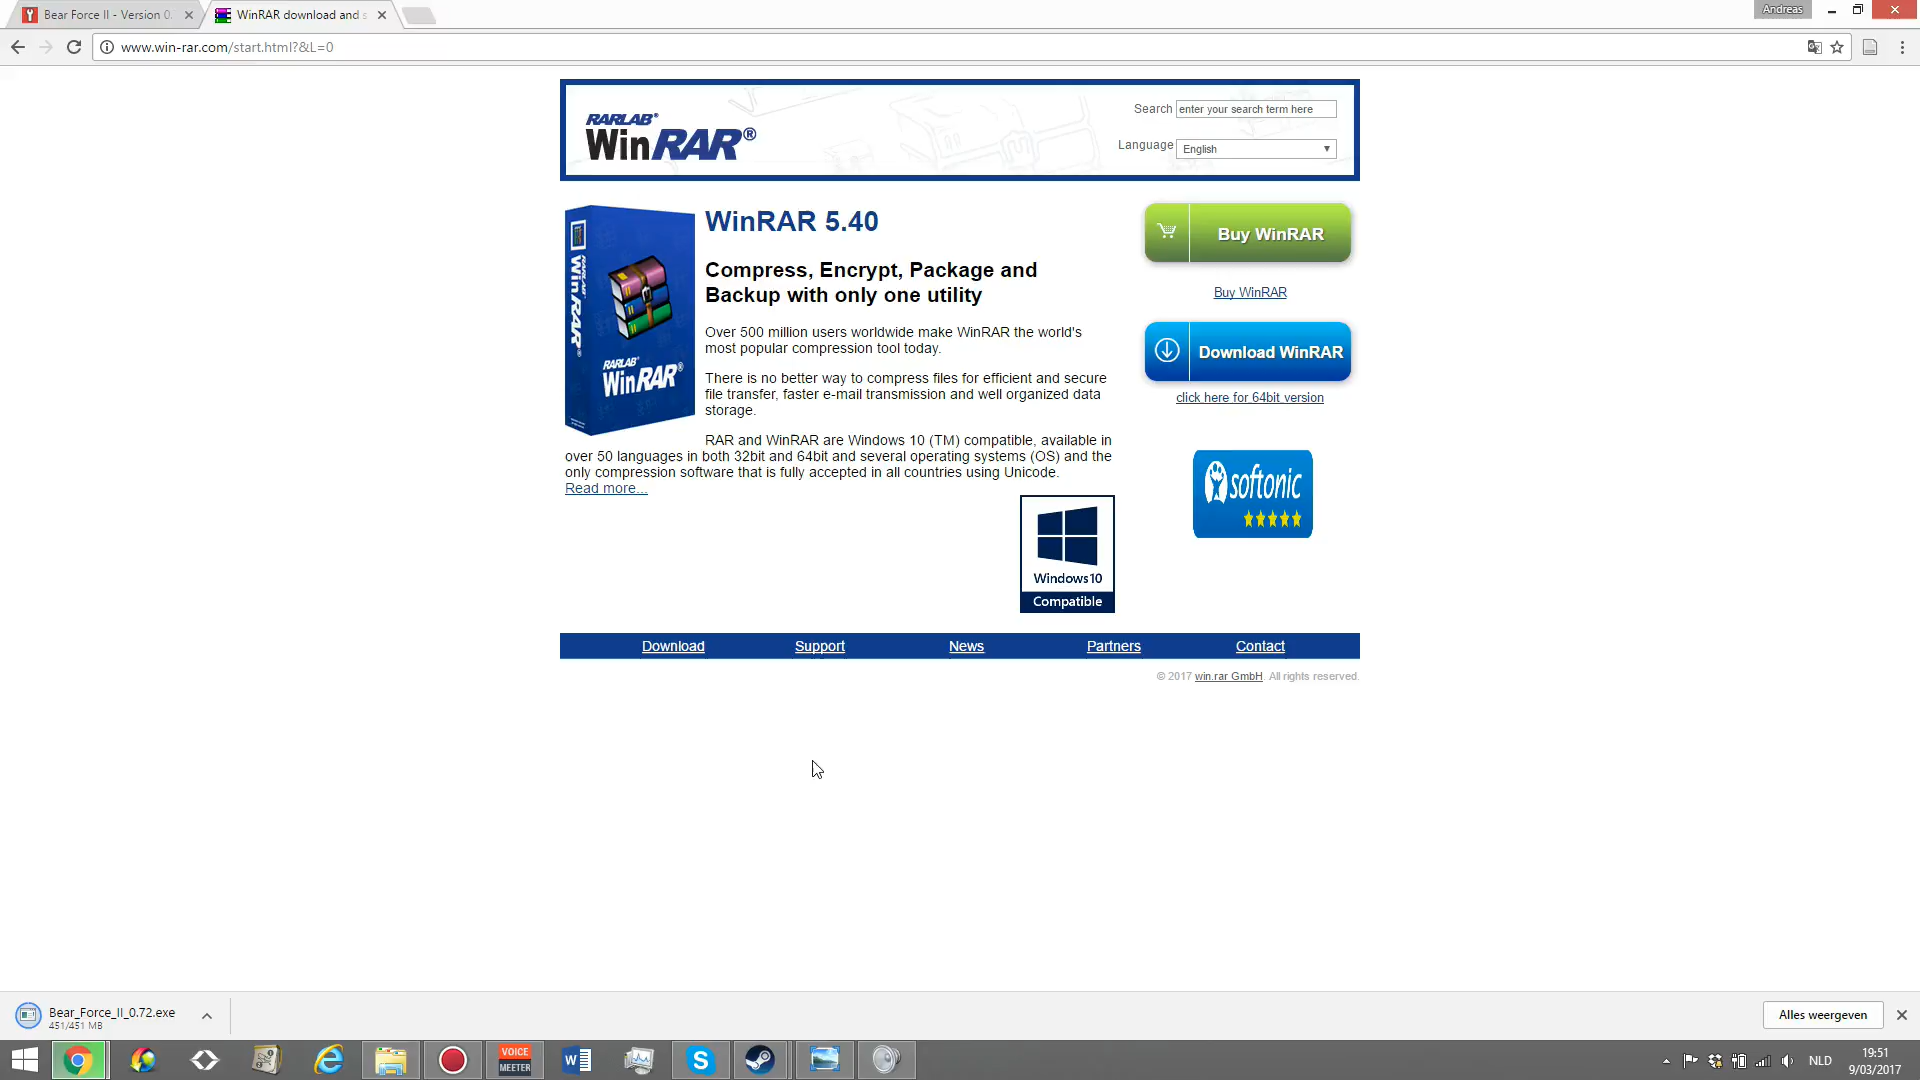 Bear Force II - Version 0.
WinRAR download and s
Andreas
www.win-rar.com/start.html?&L=0
RARLAB®
WinRAR®
Search
enter your search term here
Language
English
WinRAR 5.40
Compress, Encrypt, Package and
Backup with only one utility
Over 500 million users worldwide make WinRAR the world's
most popular compression tool today.
There is no better way to compress files for efficient and secure
file transfer, faster e-mail transmission and well organized data
storage.
RAR and WinRAR are Windows 10 (TM) compatible, available in
over 50 languages in both 32bit and 64bit and several operating systems (OS) and the
only compression software that is fully accepted in all countries using Unicode.
Read more...
WinRAR®
RARLAB®
WinRAR®
Buy WinRAR
Buy WinRAR
Download WinRAR
click here for 64bit version
softonic
Windows10
Compatible
Download
Support
News
Partners
Contact
© 2017 win.rar GmbH. All rights reserved.
Bear_Force_II_0.72.exe
451/451 MB
Alles weergeven
VOICE
MEETER
NLD
19:51
9/03/2017